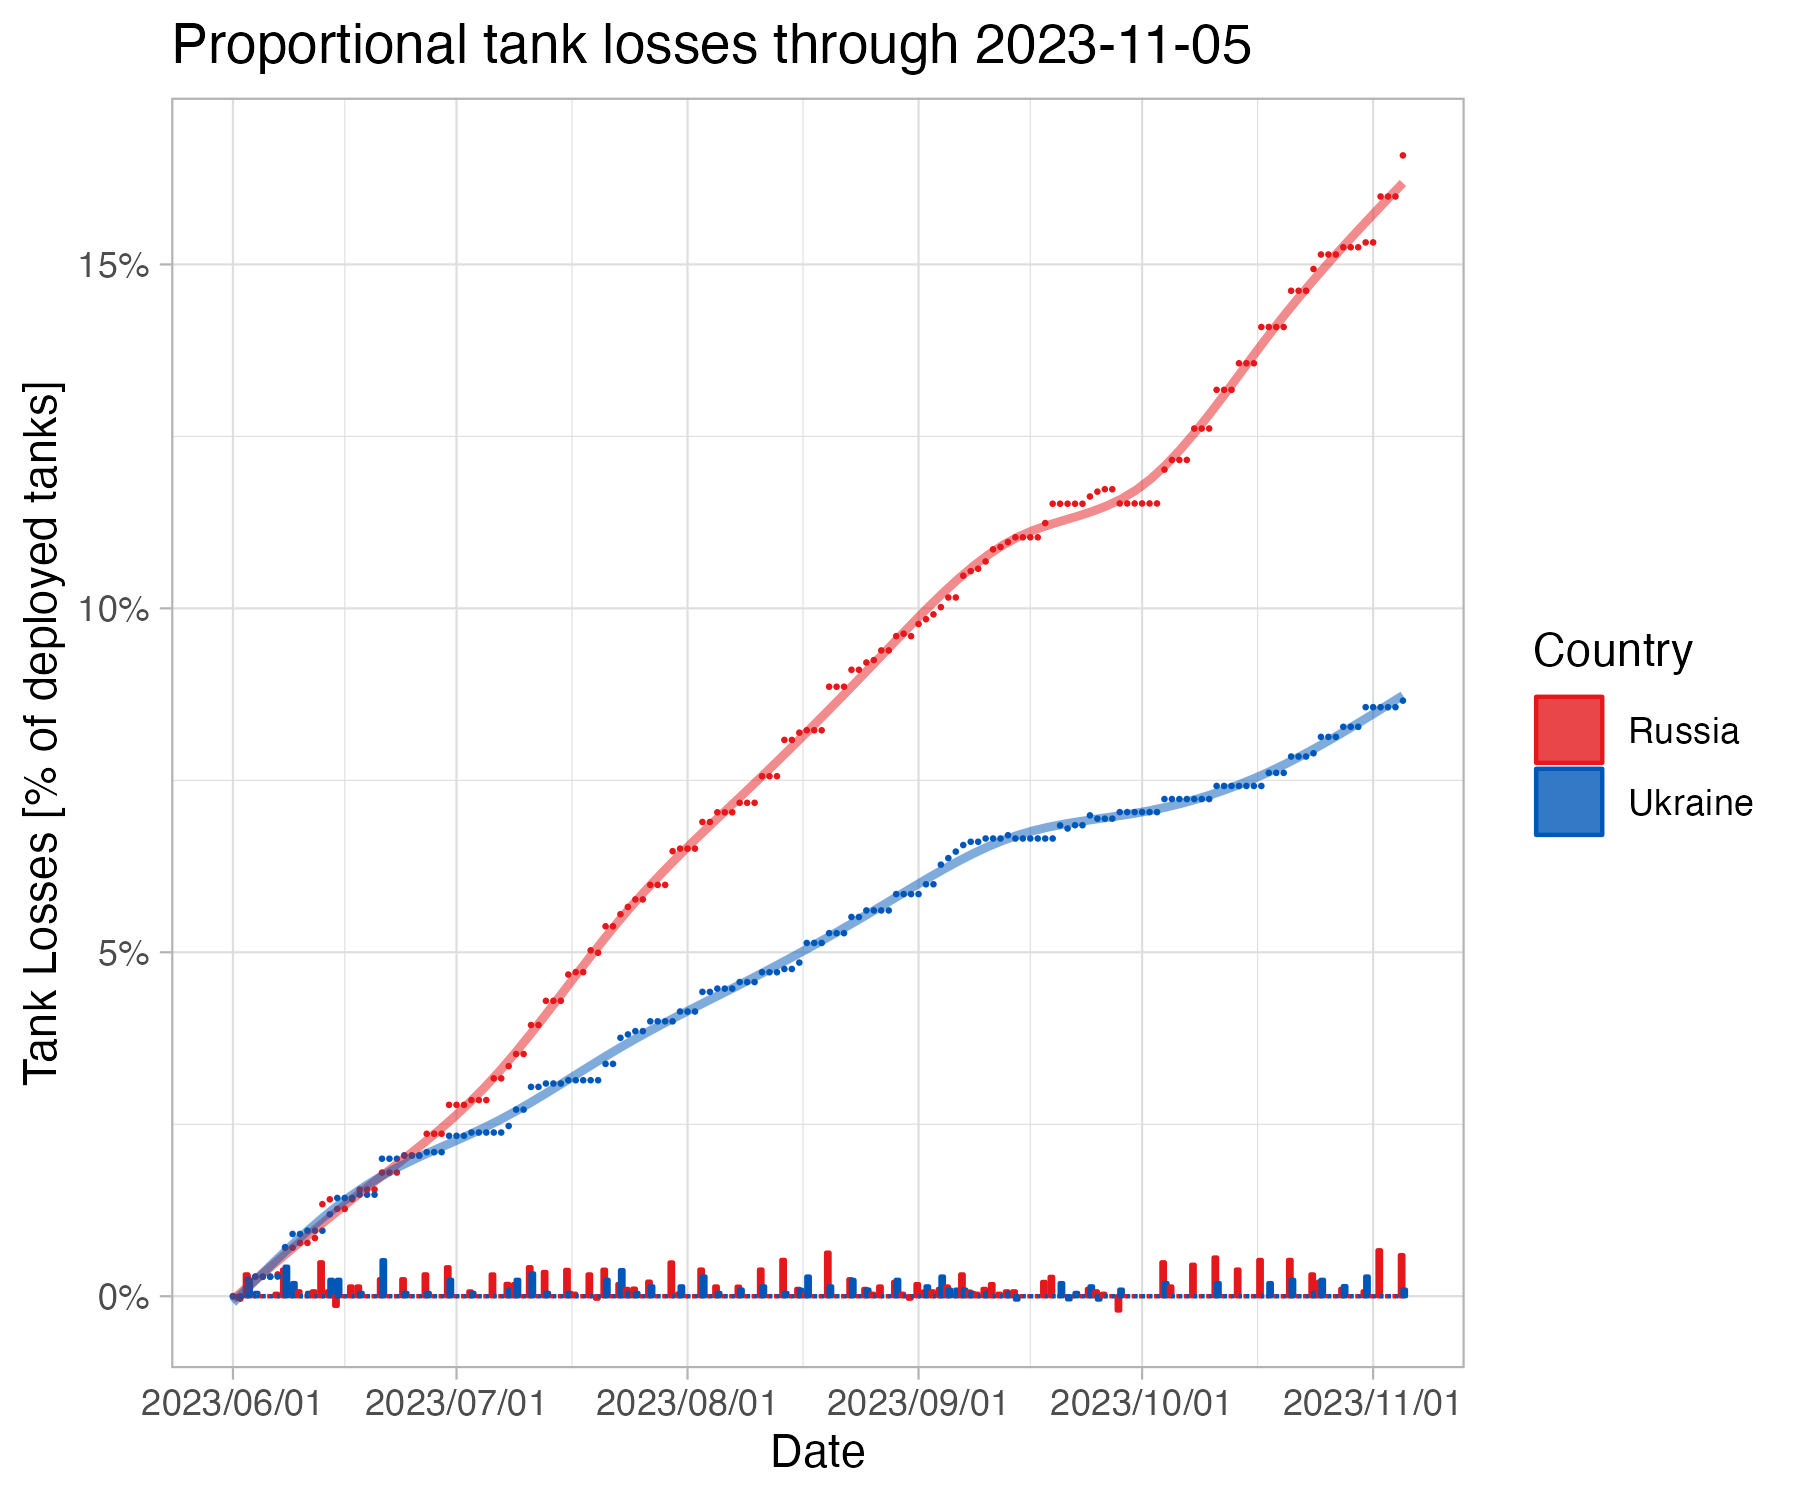 Proportional tank losses through 2023-11-05
Tank Losses [% of deployed tanks]
15%
10%
5%
0%
2023/06/01
2023/07/01
2023/08/01
2023/09/01
2023/10/01
2023/11/01
Date
Country
Russia
Ukraine